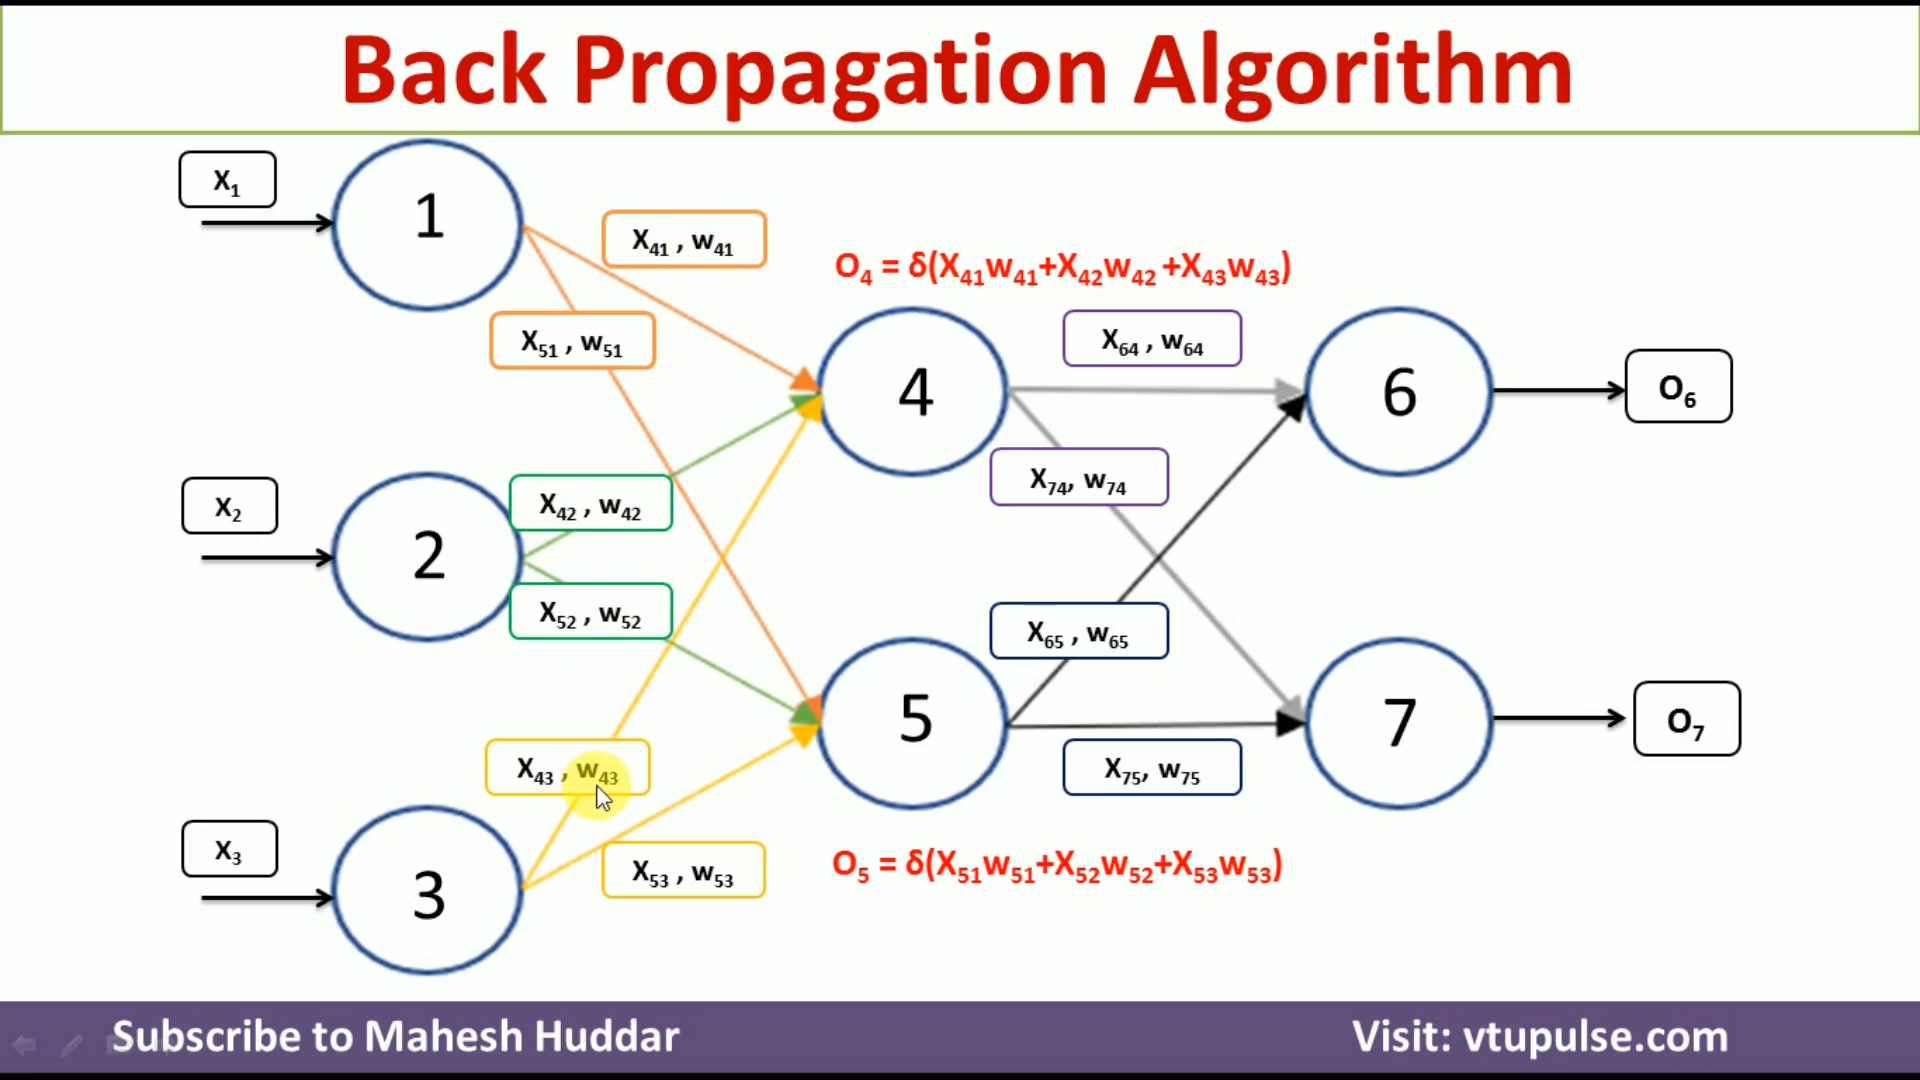 Back Propagation Algorithm
X₁
1
X₄₁ , w₄₁
O₄ = δ(X₄₁w₄₁+X₄₂w₄₂ +X₄₃w₄₃)
X₅₁ , w₅₁
X₆₄ , w₆₄
4
6
O₆
X₂
X₄₂ , w₄₂
X₇₄, w₇₄
2
X₅₂ , w₅₂
X₆₅ , w₆₅
5
7
O₇
X₄₃ , w₄₃
X₇₅, w₇₅
X₃
X₅₃ , w₅₃
O₅ = δ(X₅₁w₅₁+X₅₂w₅₂+X₅₃w₅₃)
3
Subscribe to Mahesh Huddar
Visit: vtupulse.com